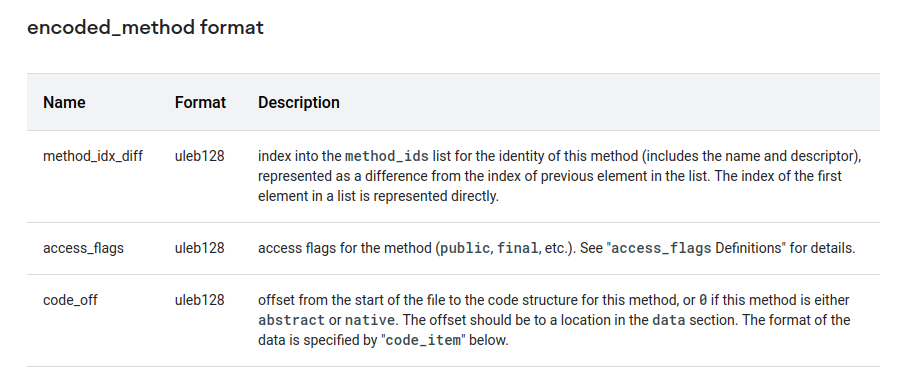 encoded_method format
Name Format Description
method_idx_diff uleb128 index into the method_ids list for the identity of this method (includes the name and descriptor),
represented as a difference from the index of previous element in the list. The index of the first
element in a list is represented directly.
access_flags uleb128 access flags for the method (public, final, etc.). See "access_flags Definitions" for details.
code_off uleb128 offset from the start of the file to the code structure for this method, or 0 if this method is either
abstract or native. The offset should be to a location in the data section. The format of the
data is specified by "code_item" below.